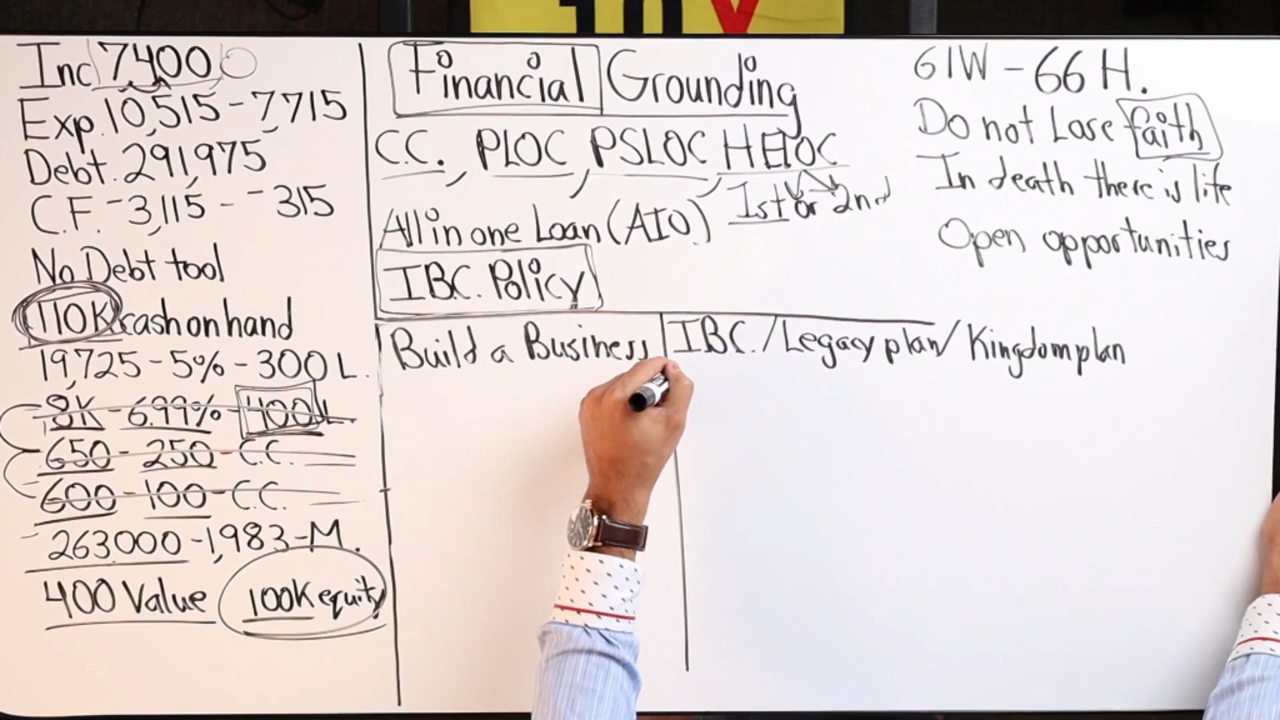 Inc 7400
Exp. 10,515 - 7,715
Debt. 291,975
C.F. -3,115 - -315
No Debt tool
110K cash on hand
19,725 - 5% - 300 L.
8K - 6.99% - 400 L
650 - 250 - C.C.
600 - 100 - C.C.
263000 - 1,983 - M.
400 Value 100K equity
Financial Grounding
C.C., PLOC, PSLOC, HELOC
1st or 2nd
All in one Loan (AIO)
IBC. Policy
61W - 66 H.
Do not Lose faith
In death there is life
Open opportunities
Build a Business
IBC. / Legacy plan / Kingdom plan